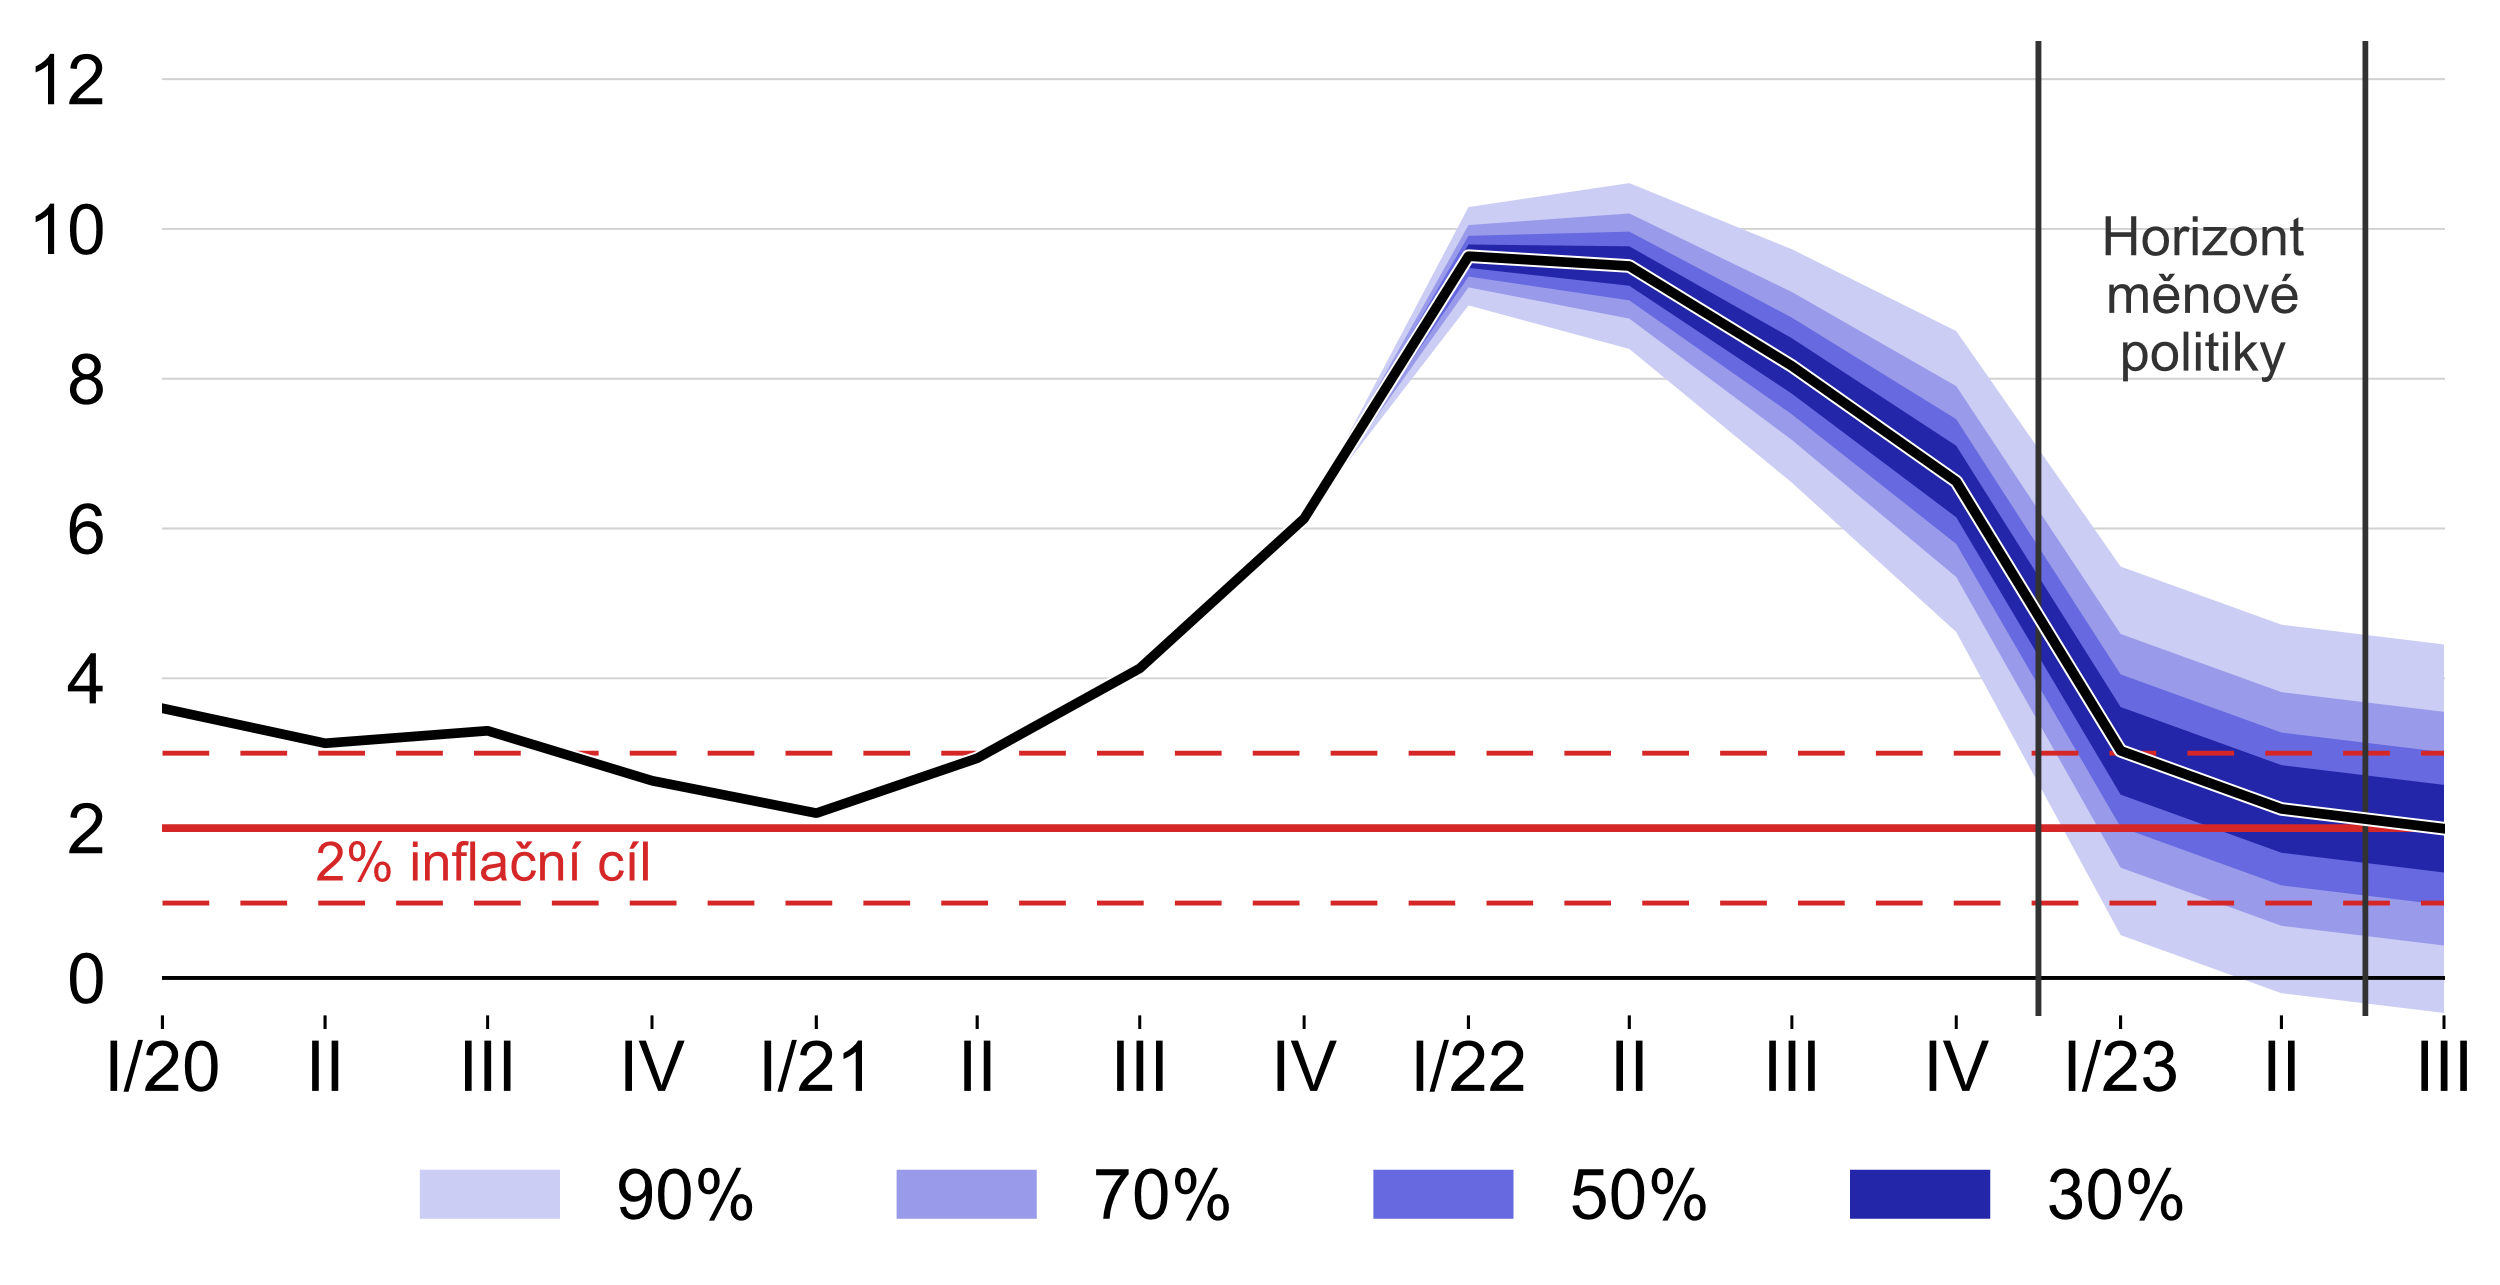 12
10
8
6
4
2
0
Horizont
měnové
politiky
2% inflační cíl
I/20 II III IV I/21 II III IV I/22 II III IV I/23 II III
90% 70% 50% 30%